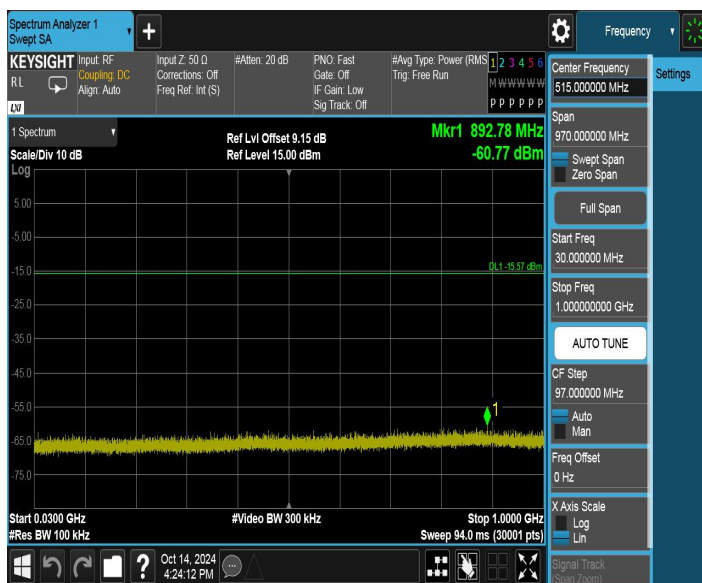 Spectrum Analyzer 1
Swept SA
+
Frequency
KEYSIGHT
RL
LXI
Input: RF
Coupling: DC
Align: Auto
Input Z: 50 Ω
Corrections: Off
Freq Ref: Int (S)
#Atten: 20 dB
PNO: Fast
Gate: Off
IF Gain: Low
Sig Track: Off
#Avg Type: Power (RMS
Trig: Free Run
1 2 3 4 5 6
M W W W W W
P P P P P P
1 Spectrum
Scale/Div 10 dB
Log
Ref Lvl Offset 9.15 dB
Ref Level 15.00 dBm
Mkr1 892.78 MHz
-60.77 dBm
5.00
-5.00
-15.0
DL1 -15.57 dBm
-25.0
-35.0
-45.0
-55.0
1
-65.0
-75.0
Start 0.0300 GHz
#Res BW 100 kHz
#Video BW 300 kHz
Stop 1.0000 GHz
Sweep 94.0 ms (30001 pts)
?
Oct 14, 2024
4:24:12 PM
Center Frequency
515.000000 MHz
Span
970.000000 MHz
Swept Span
Zero Span
Full Span
Start Freq
30.000000 MHz
Stop Freq
1.000000000 GHz
AUTO TUNE
CF Step
97.000000 MHz
Auto
Man
Freq Offset
0 Hz
X Axis Scale
Log
Lin
Signal Track
(Span Zoom)
Settings